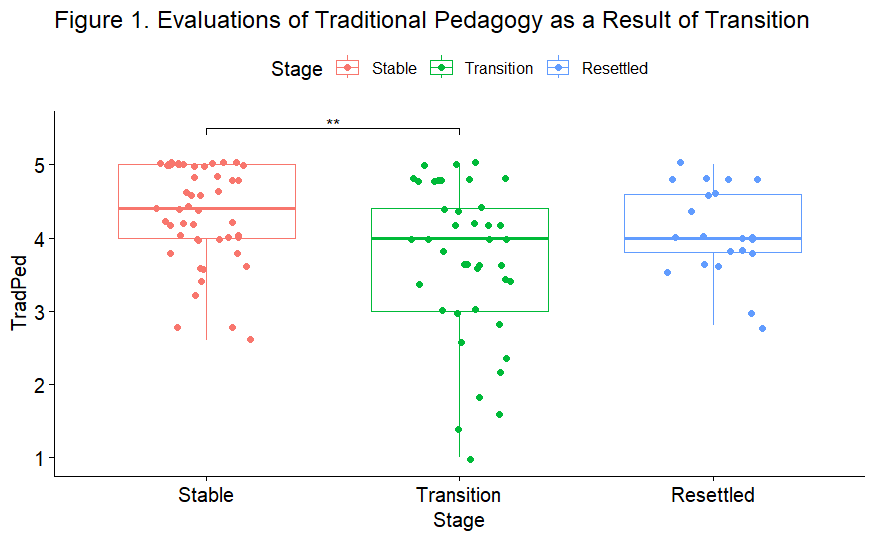 Figure 1. Evaluations of Traditional Pedagogy as a Result of Transition
Stage Stable Transition Resettled
**
5
4
3
2
1
TradPed
Stable Transition Resettled
Stage